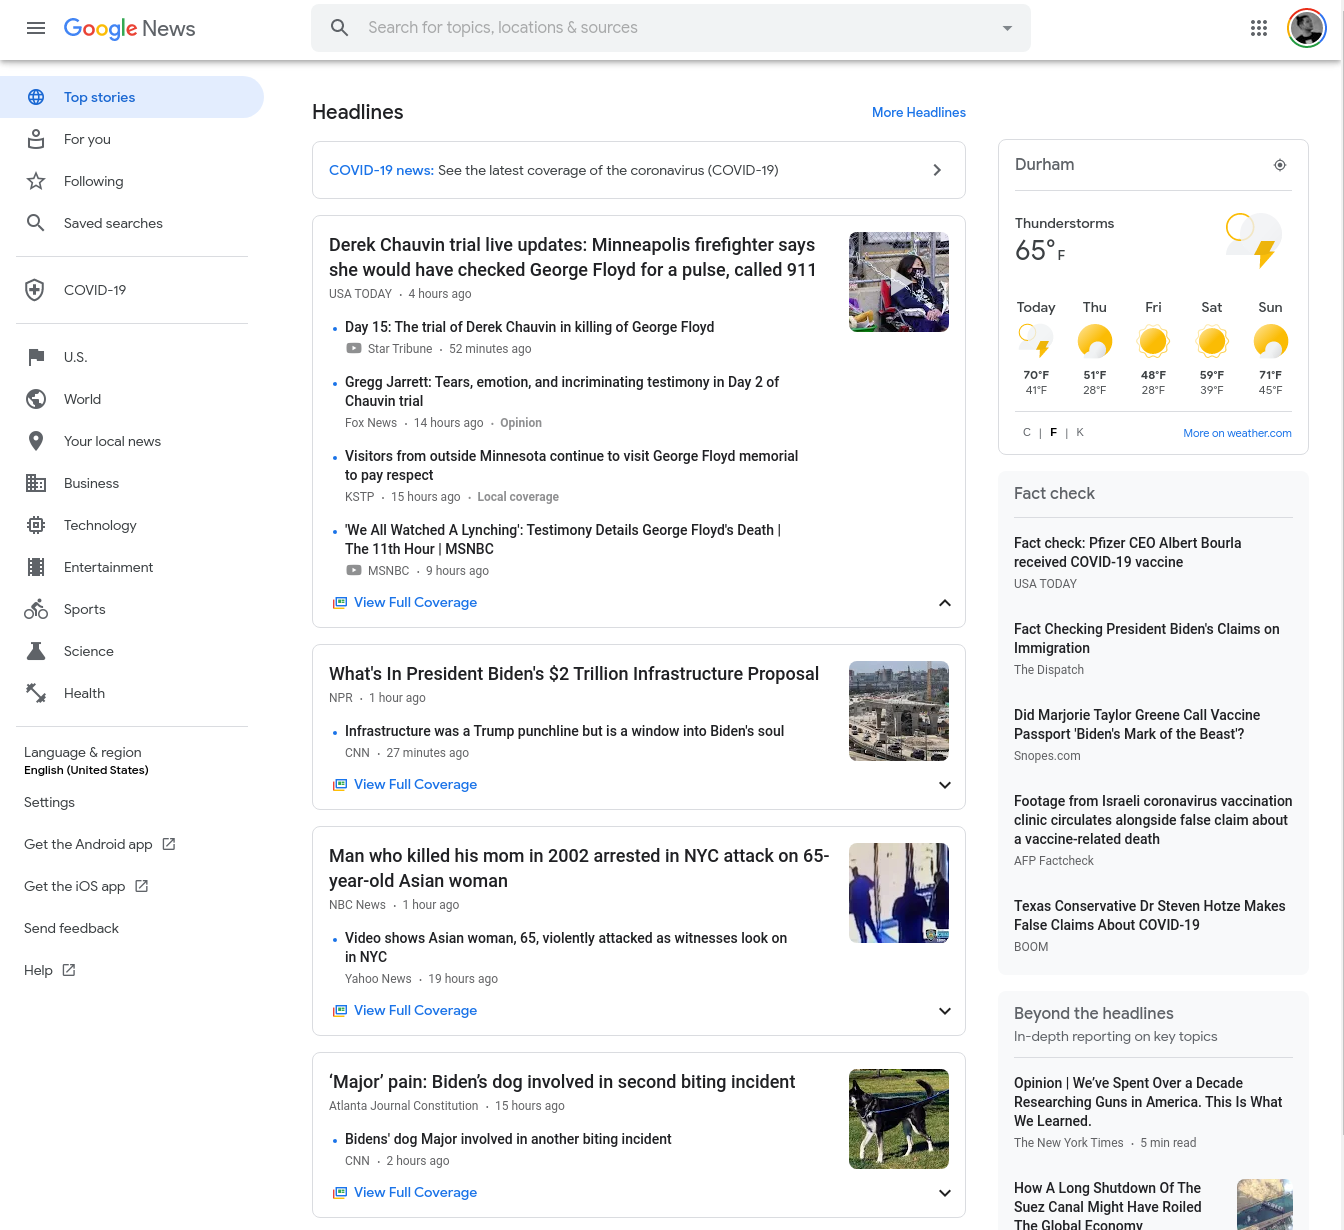 Google News
Search for topics, locations & sources
Top stories
For you
Following
Saved searches
COVID-19
U.S.
World
Your local news
Business
Technology
Entertainment
Sports
Science
Health
Language & region
English (United States)
Settings
Get the Android app
Get the iOS app
Send feedback
Help
Headlines
More Headlines
COVID-19 news: See the latest coverage of the coronavirus (COVID-19)
Derek Chauvin trial live updates: Minneapolis firefighter says
she would have checked George Floyd for a pulse, called 911
USA TODAY · 4 hours ago
Day 15: The trial of Derek Chauvin in killing of George Floyd
Star Tribune · 52 minutes ago
Gregg Jarrett: Tears, emotion, and incriminating testimony in Day 2 of
Chauvin trial
Fox News · 14 hours ago · Opinion
Visitors from outside Minnesota continue to visit George Floyd memorial
to pay respect
KSTP · 15 hours ago · Local coverage
'We All Watched A Lynching': Testimony Details George Floyd's Death |
The 11th Hour | MSNBC
MSNBC · 9 hours ago
View Full Coverage
What's In President Biden's $2 Trillion Infrastructure Proposal
NPR · 1 hour ago
Infrastructure was a Trump punchline but is a window into Biden's soul
CNN · 27 minutes ago
View Full Coverage
Man who killed his mom in 2002 arrested in NYC attack on 65-
year-old Asian woman
NBC News · 1 hour ago
Video shows Asian woman, 65, violently attacked as witnesses look on
in NYC
Yahoo News · 19 hours ago
View Full Coverage
‘Major’ pain: Biden’s dog involved in second biting incident
Atlanta Journal Constitution · 15 hours ago
Bidens' dog Major involved in another biting incident
CNN · 2 hours ago
View Full Coverage
Durham
Thunderstorms
65° F
Today Thu Fri Sat Sun
70°F 51°F 48°F 59°F 71°F
41°F 28°F 28°F 39°F 45°F
C | F | K
More on weather.com
Fact check
Fact check: Pfizer CEO Albert Bourla
received COVID-19 vaccine
USA TODAY
Fact Checking President Biden's Claims on
Immigration
The Dispatch
Did Marjorie Taylor Greene Call Vaccine
Passport 'Biden's Mark of the Beast'?
Snopes.com
Footage from Israeli coronavirus vaccination
clinic circulates alongside false claim about
a vaccine-related death
AFP Factcheck
Texas Conservative Dr Steven Hotze Makes
False Claims About COVID-19
BOOM
Beyond the headlines
In-depth reporting on key topics
Opinion | We’ve Spent Over a Decade
Researching Guns in America. This Is What
We Learned.
The New York Times · 5 min read
How A Long Shutdown Of The
Suez Canal Might Have Roiled
The Global Economy